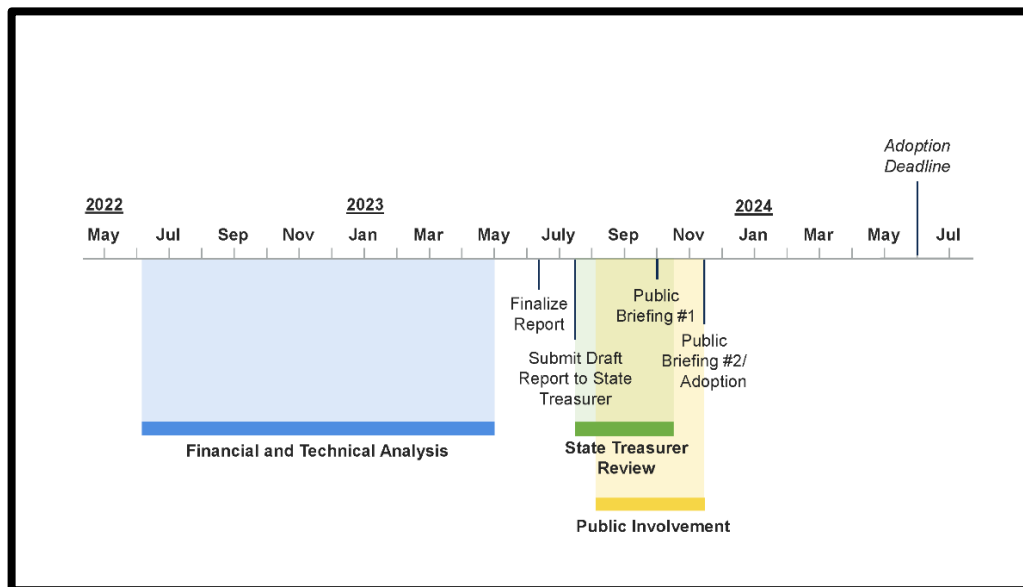 Adoption
Deadline
2022 2023 2024
May Jul Sep Nov Jan Mar May July Sep Nov Jan Mar May Jul
Finalize
Report
Submit Draft
Report to State
Treasurer
Public
Briefing #1
Public
Briefing #2/
Adoption
Financial and Technical Analysis
State Treasurer
Review
Public Involvement